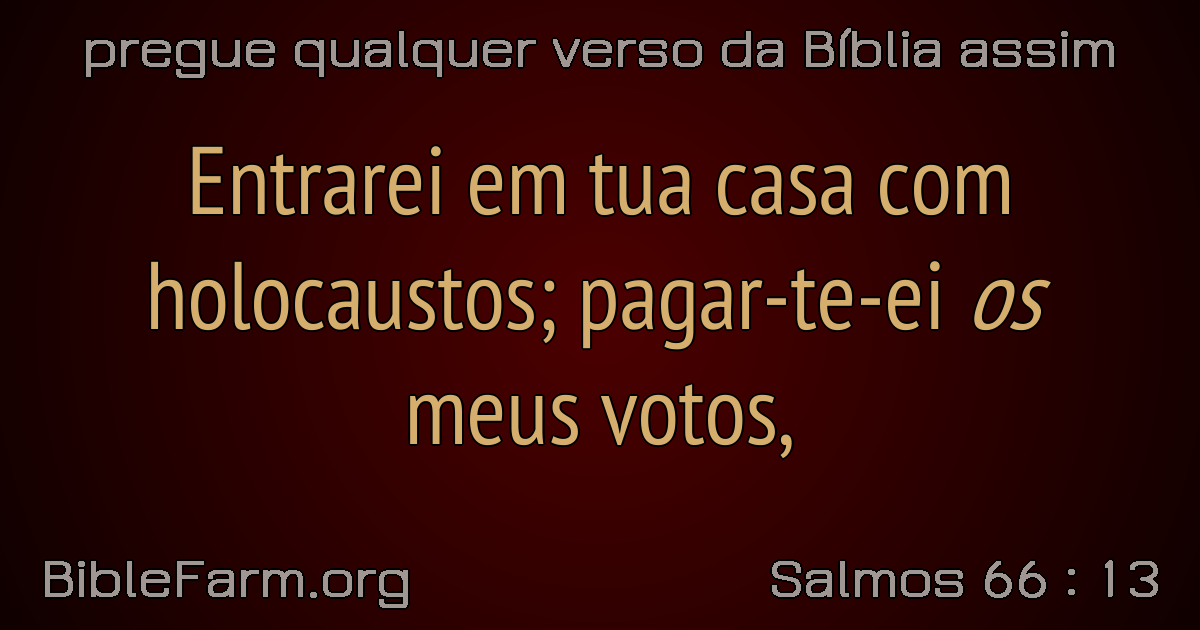 pregue qualquer verso da Bíblia assim
Entrarei em tua casa com
holocaustos; pagar-te-ei os
meus votos,
BibleFarm.org
Salmos 66 : 13